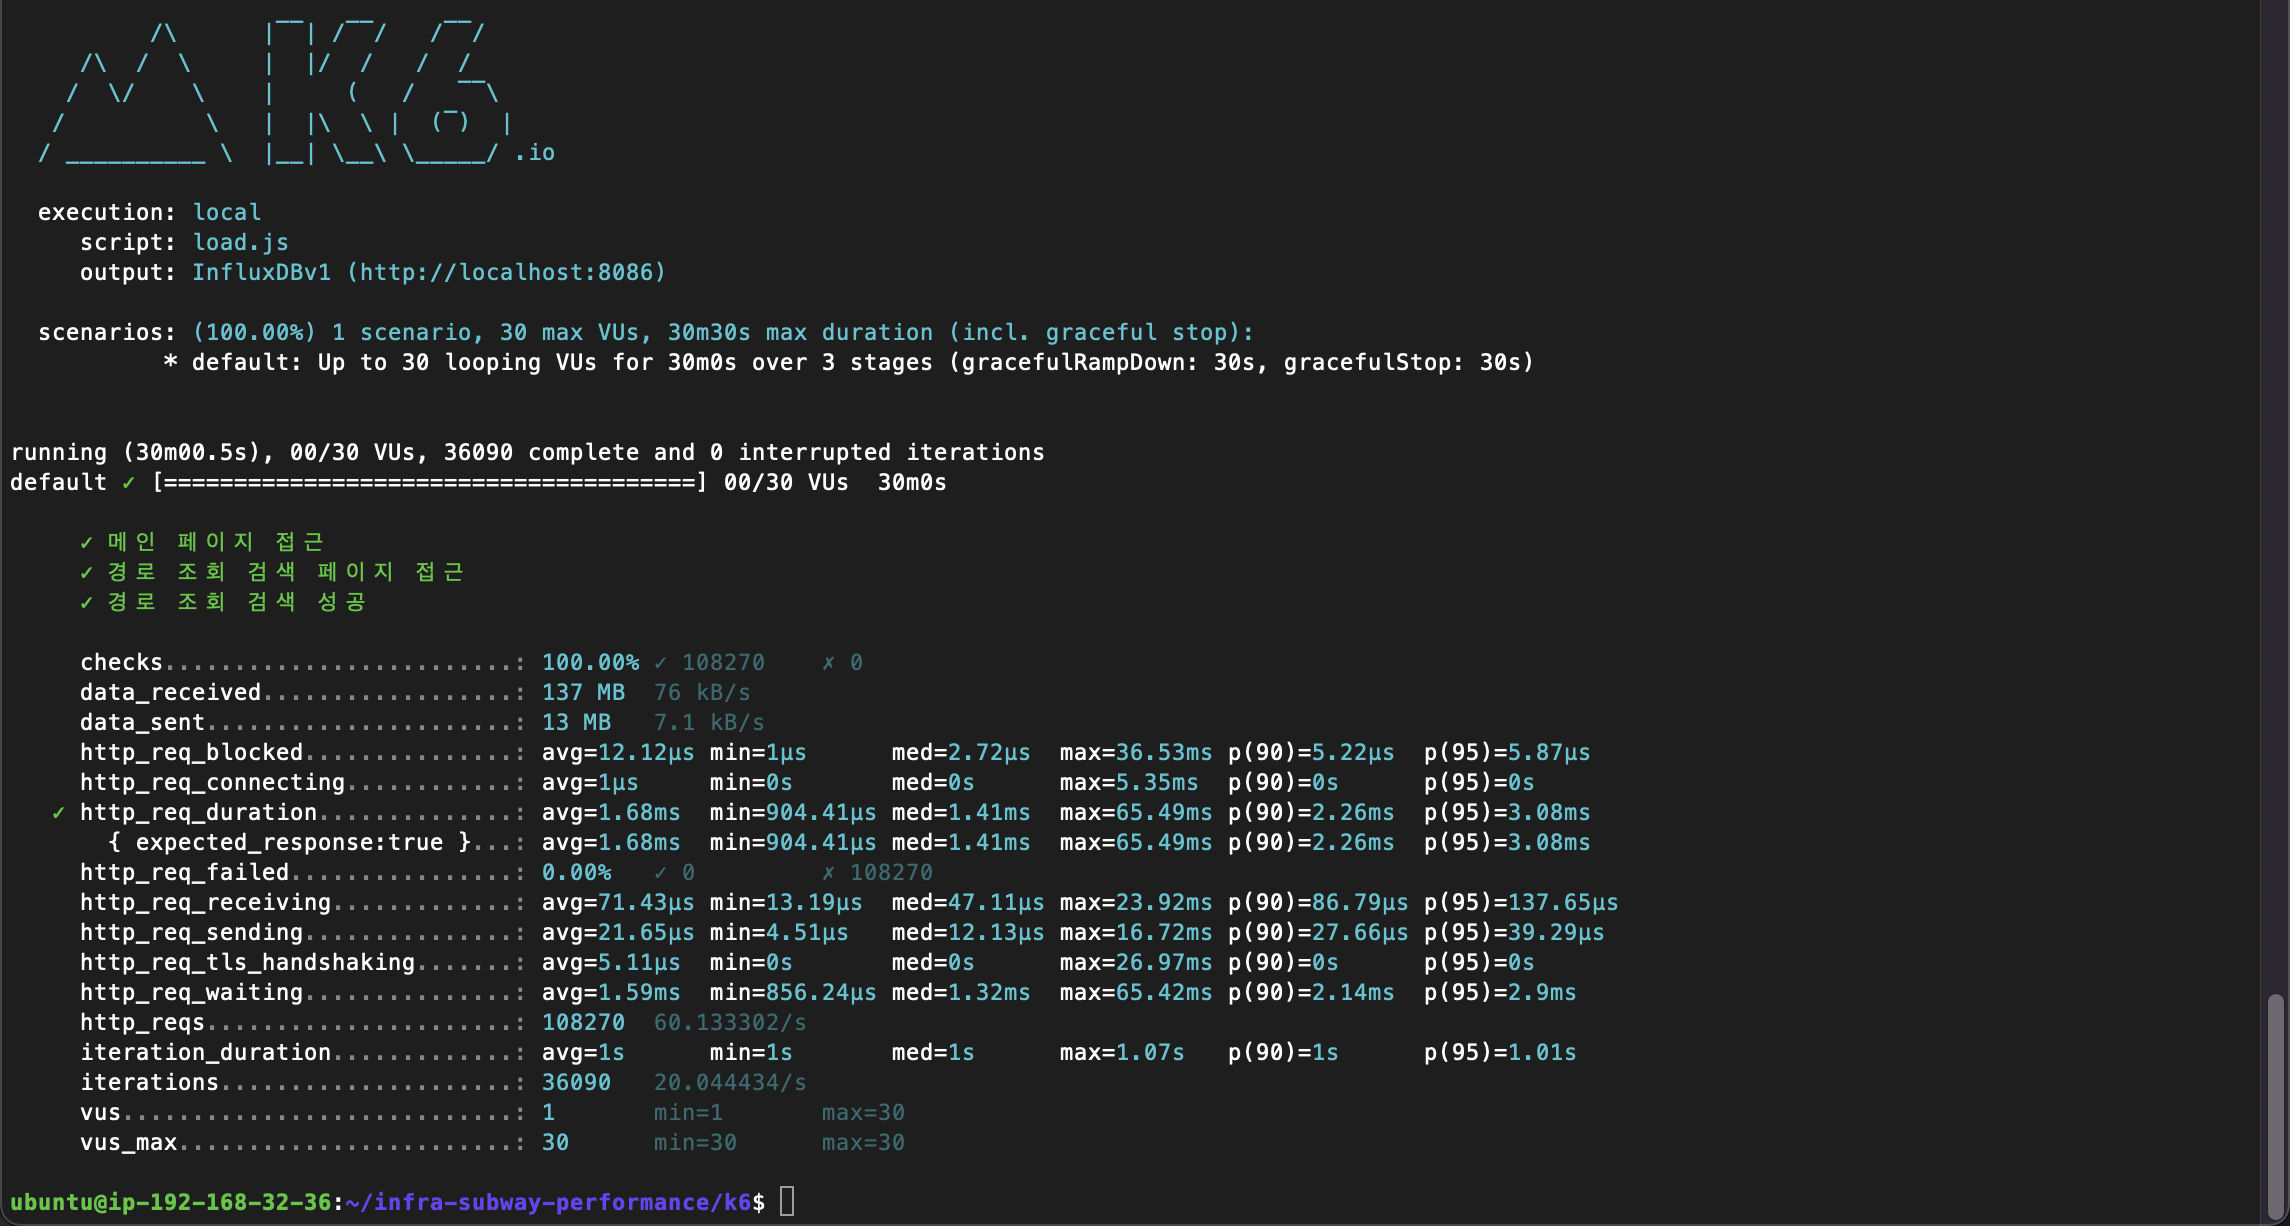 /\      |‾‾| /‾‾/   /‾‾/
     /\  /  \     |  |/  /   /  /
    /  \/    \    |     (   /   ‾‾\
   /          \   |  |\  \ |  (‾)  |
  / __________ \  |__| \__\ \_____/ .io

  execution: local
     script: load.js
     output: InfluxDBv1 (http://localhost:8086)

  scenarios: (100.00%) 1 scenario, 30 max VUs, 30m30s max duration (incl. graceful stop):
           * default: Up to 30 looping VUs for 30m0s over 3 stages (gracefulRampDown: 30s, gracefulStop: 30s)

running (30m00.5s), 00/30 VUs, 36090 complete and 0 interrupted iterations
default ✓ [======================================] 00/30 VUs  30m0s

     ✓ 메인 페이지 접근
     ✓ 경로 조회 검색 페이지 접근
     ✓ 경로 조회 검색 성공

     checks.........................: 100.00% ✓ 108270    ✗ 0
     data_received..................: 137 MB  76 kB/s
     data_sent......................: 13 MB   7.1 kB/s
     http_req_blocked...............: avg=12.12µs min=1µs      med=2.72µs  max=36.53ms p(90)=5.22µs  p(95)=5.87µs
     http_req_connecting............: avg=1µs     min=0s       med=0s      max=5.35ms  p(90)=0s      p(95)=0s
   ✓ http_req_duration..............: avg=1.68ms  min=904.41µs med=1.41ms  max=65.49ms p(90)=2.26ms  p(95)=3.08ms
       { expected_response:true }...: avg=1.68ms  min=904.41µs med=1.41ms  max=65.49ms p(90)=2.26ms  p(95)=3.08ms
     http_req_failed................: 0.00%   ✓ 0         ✗ 108270
     http_req_receiving.............: avg=71.43µs min=13.19µs  med=47.11µs max=23.92ms p(90)=86.79µs p(95)=137.65µs
     http_req_sending...............: avg=21.65µs min=4.51µs   med=12.13µs max=16.72ms p(90)=27.66µs p(95)=39.29µs
     http_req_tls_handshaking.......: avg=5.11µs  min=0s       med=0s      max=26.97ms p(90)=0s      p(95)=0s
     http_req_waiting...............: avg=1.59ms  min=856.24µs med=1.32ms  max=65.42ms p(90)=2.14ms  p(95)=2.9ms
     http_reqs......................: 108270  60.133302/s
     iteration_duration.............: avg=1s      min=1s       med=1s      max=1.07s   p(90)=1s      p(95)=1.01s
     iterations.....................: 36090   20.044434/s
     vus............................: 1       min=1       max=30
     vus_max........................: 30      min=30      max=30

ubuntu@ip-192-168-32-36:~/infra-subway-performance/k6$